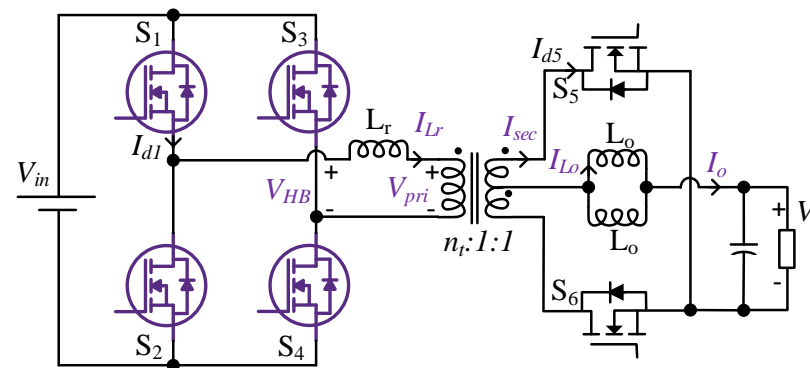 S1 S3 Id5
S5
Lr ILr Isec Lo
Id1 ILo Io
Vin + + + V
VHB Vpri
- - Lo
nt:1:1
S6 -
S2 S4